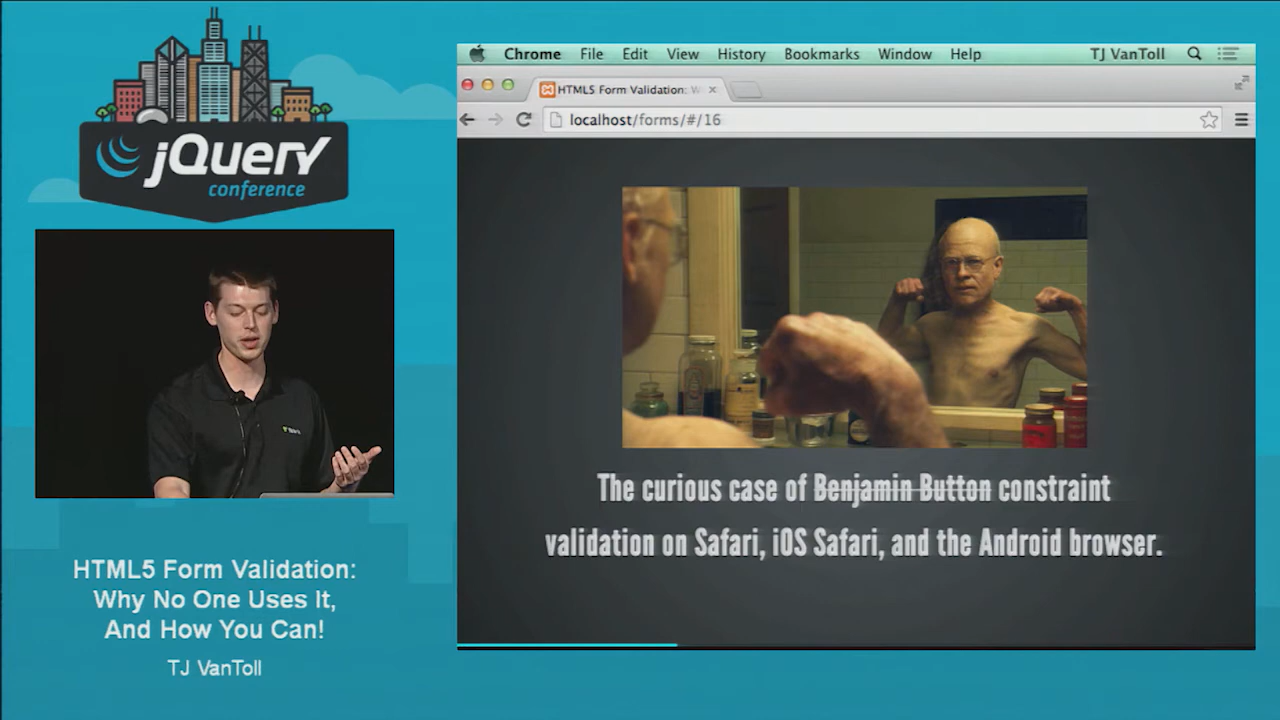 jQuery
conference
HTML5 Form Validation:
Why No One Uses It,
And How You Can!
TJ VanToll
Chrome File Edit View History Bookmarks Window Help TJ VanToll
HTML5 Form Validation: W
localhost/forms/#/16
The curious case of Benjamin Button constraint
validation on Safari, iOS Safari, and the Android browser.